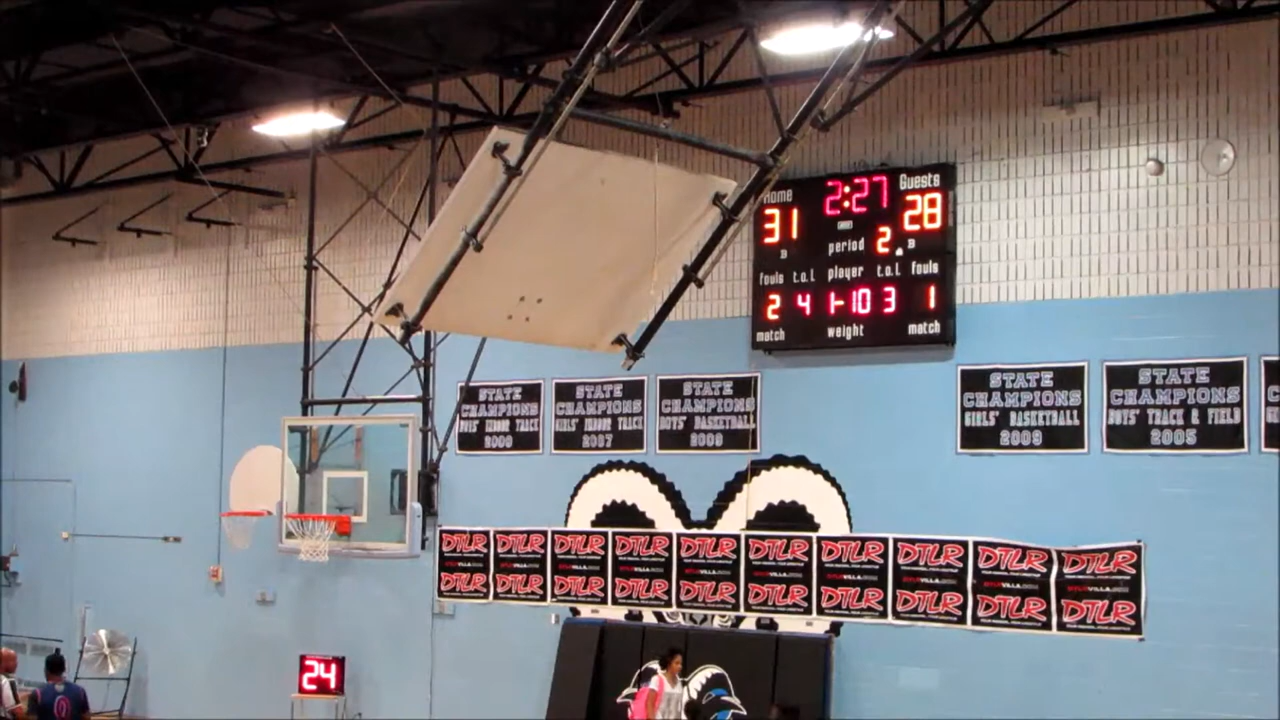 Home 2:27 Guests
31 28
period 2
B B
fouls t.o.l player t.o.l fouls
2 4 1-10 3 1
match weight match
STATE
CHAMPIONS
BOYS' INDOOR TRACK
STATE
CHAMPIONS
GIRLS' INDOOR TRACK
2007
STATE
CHAMPIONS
BOYS' BASKETBALL
2009
STATE
CHAMPIONS
GIRLS' BASKETBALL
2009
STATE
CHAMPIONS
BOYS' TRACK & FIELD
2005
DTLR DTLR DTLR DTLR DTLR DTLR DTLR DTLR DTLR DTLR
DTLR DTLR DTLR DTLR DTLR DTLR DTLR DTLR DTLR DTLR
24